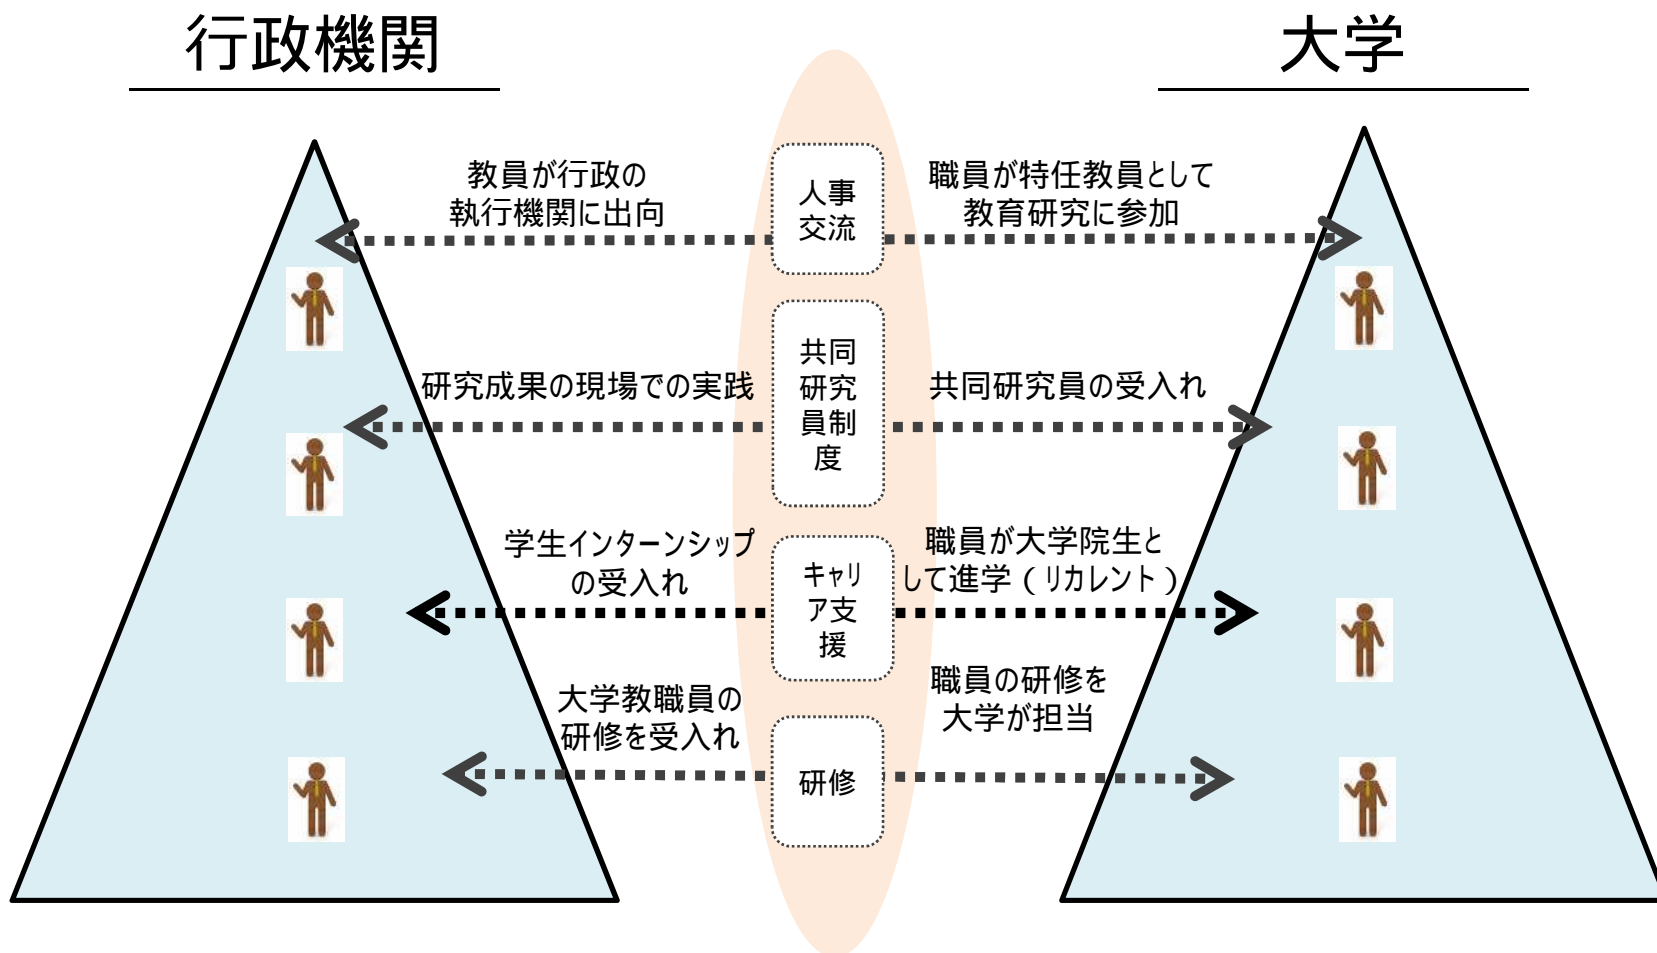 行政機関
大学
教員が行政の
執行機関に出向
人事
交流
職員が特任教員として
教育研究に参加
研究成果の現場での実践
共同
研究
員制
度
共同研究員の受入れ
学生インターンシップ
の受入れ
キャリ
ア支
援
職員が大学院生と
して進学(リカレント)
大学教職員の
研修を受入れ
研修
職員の研修を
大学が担当